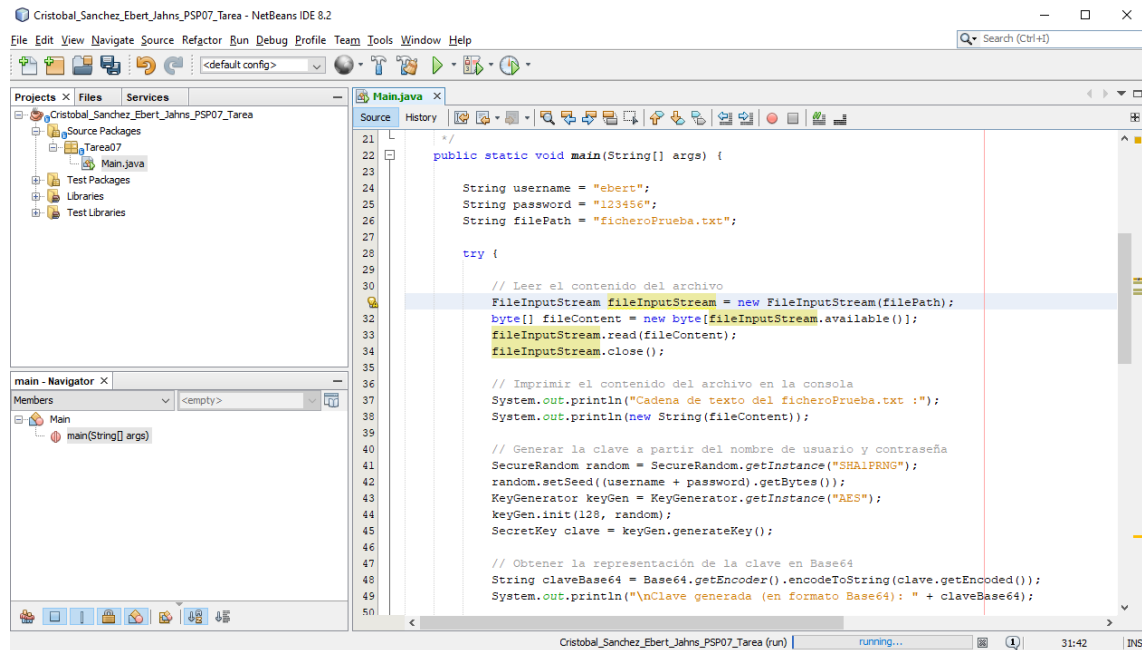 Cristobal_Sanchez_Ebert_Jahns_PSP07_Tarea - NetBeans IDE 8.2
File Edit View Navigate Source Refactor Run Debug Profile Team Tools Window Help
Search (Ctrl+I)
<default config>
Projects Files Services
Cristobal_Sanchez_Ebert_Jahns_PSP07_Tarea
Source Packages
Tarea07
Main.java
Test Packages
Libraries
Test Libraries
main - Navigator
Members <empty>
Main
main(String[] args)
Main.java
Source History
21 */
22 public static void main(String[] args) {
23
24 String username = "ebert";
25 String password = "123456";
26 String filePath = "ficheroPrueba.txt";
27
28 try {
29
30 // Leer el contenido del archivo
FileInputStream fileInputStream = new FileInputStream(filePath);
32 byte[] fileContent = new byte[fileInputStream.available()];
33 fileInputStream.read(fileContent);
34 fileInputStream.close();
35
36 // Imprimir el contenido del archivo en la consola
37 System.out.println("Cadena de texto del ficheroPrueba.txt :");
38 System.out.println(new String(fileContent));
39
40 // Generar la clave a partir del nombre de usuario y contraseña
41 SecureRandom random = SecureRandom.getInstance("SHA1PRNG");
42 random.setSeed((username + password).getBytes());
43 KeyGenerator keyGen = KeyGenerator.getInstance("AES");
44 keyGen.init(128, random);
45 SecretKey clave = keyGen.generateKey();
46
47 // Obtener la representación de la clave en Base64
48 String claveBase64 = Base64.getEncoder().encodeToString(clave.getEncoded());
49 System.out.println("\nClave generada (en formato Base64): " + claveBase64);
50
Cristobal_Sanchez_Ebert_Jahns_PSP07_Tarea (run) running... 1 31:42 INS